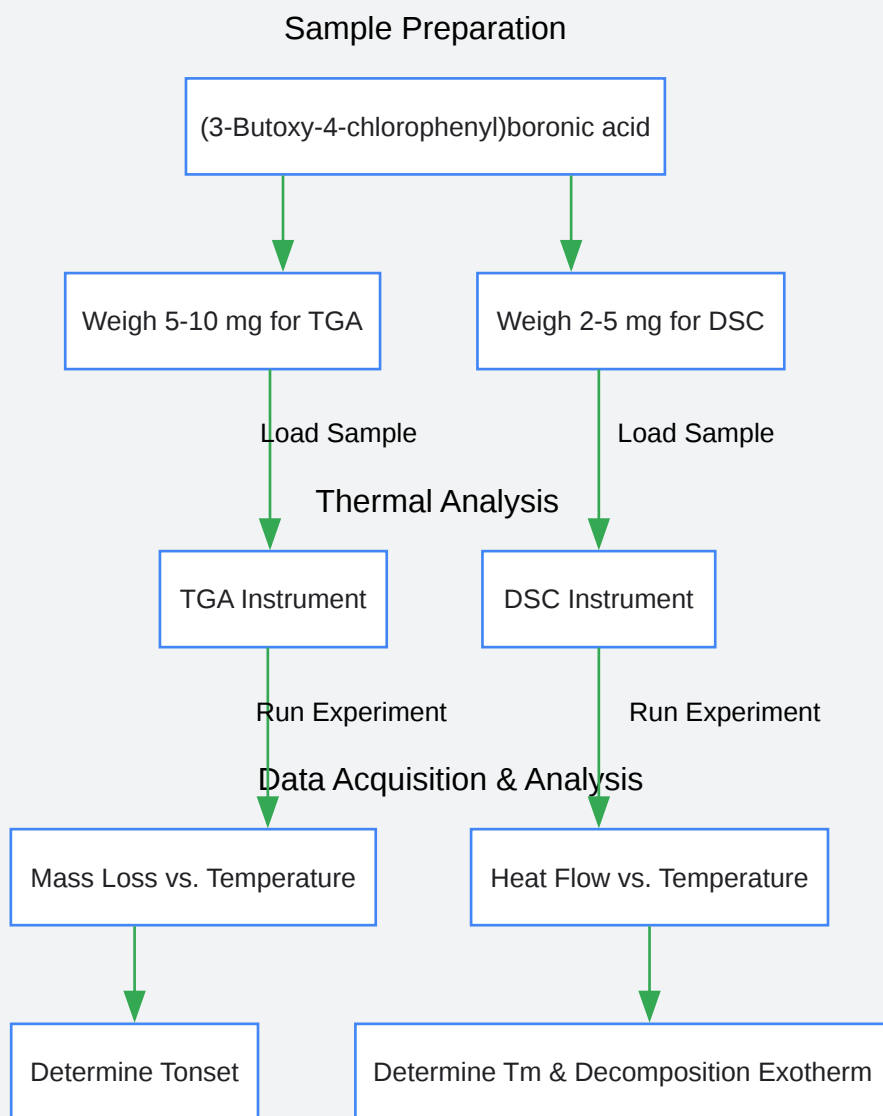 Sample Preparation
(3-Butoxy-4-chlorophenyl)boronic acid
Weigh 5-10 mg for TGA
Weigh 2-5 mg for DSC
Load Sample
Load Sample
Thermal Analysis
TGA Instrument
DSC Instrument
Run Experiment
Run Experiment
Data Acquisition & Analysis
Mass Loss vs. Temperature
Heat Flow vs. Temperature
Determine Tonset
Determine Tm & Decomposition Exotherm